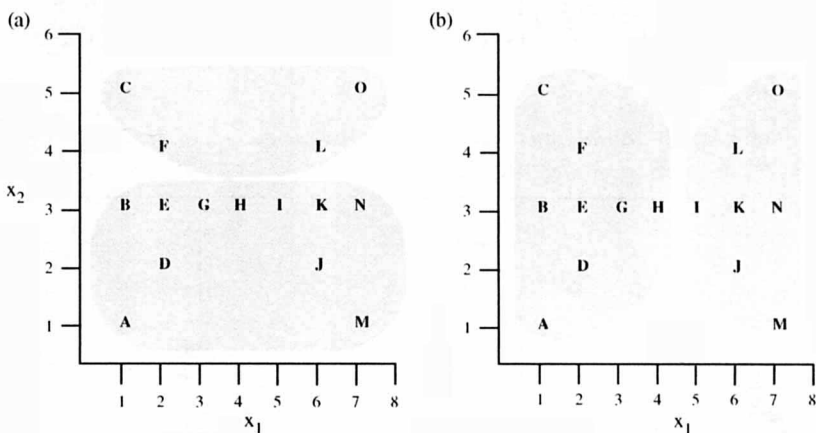 (a)
6
5
4
3
2
1
x2
C O
F L
B E G H I K N
D J
A M
1 2 3 4 5 6 7 8
x1
(b)
6
5
4
3
2
1
C O
F L
B E G H I K N
D J
A M
1 2 3 4 5 6 7 8
x1